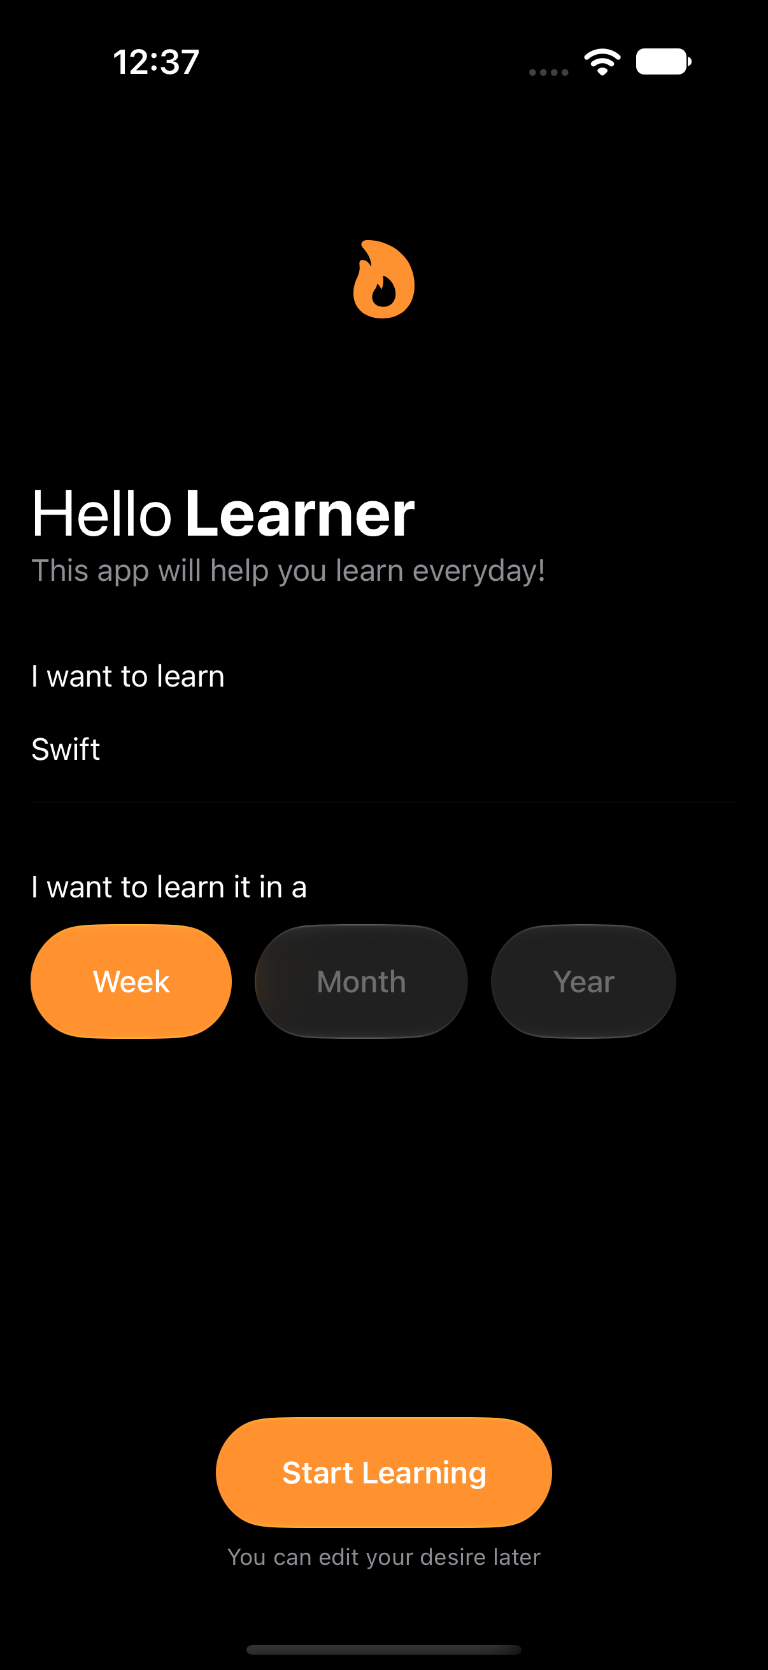 12:37
Hello Learner
This app will help you learn everyday!
I want to learn
Swift
I want to learn it in a
Week Month Year
Start Learning
You can edit your desire later